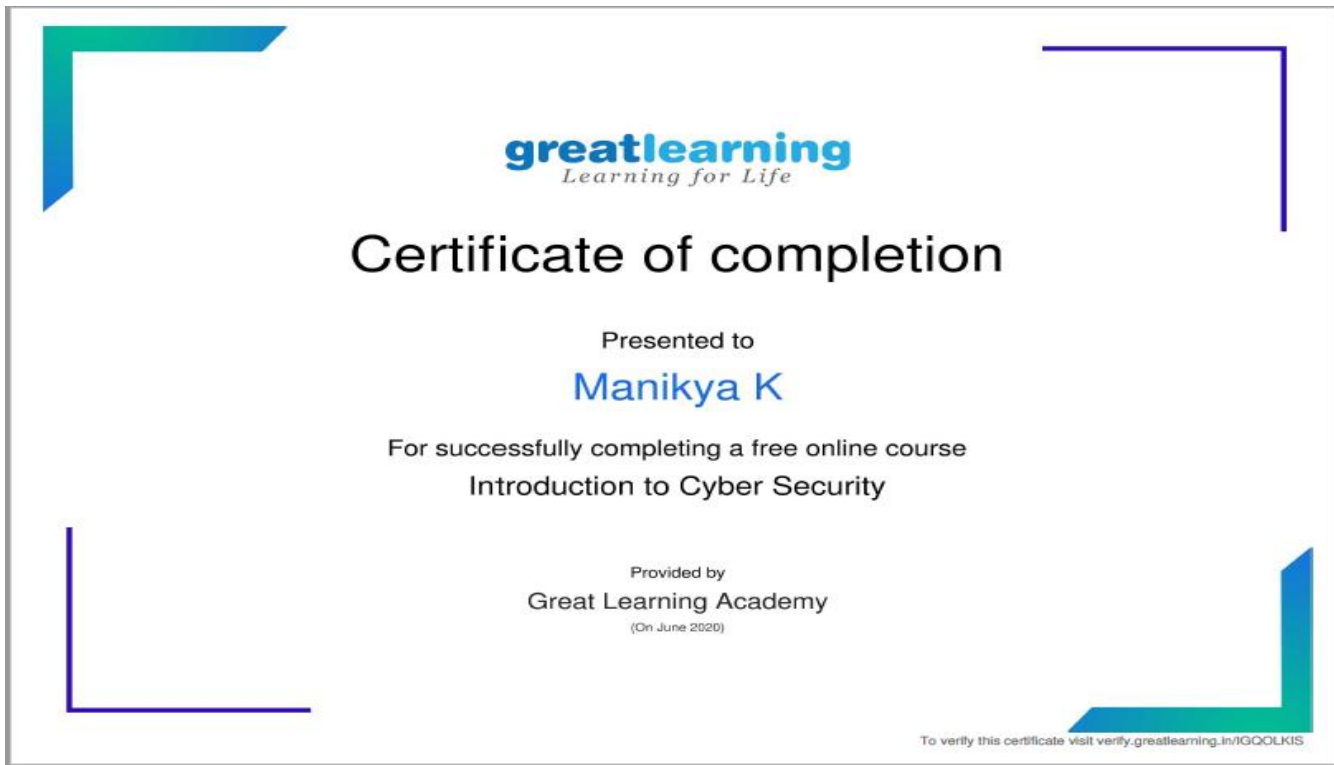 greatlearning
Learning for Life
Certificate of completion
Presented to
Manikya K
For successfully completing a free online course
Introduction to Cyber Security
Provided by
Great Learning Academy
(On June 2020)
To verify this certificate visit verify.greatlearning.in/IGQOLKIS